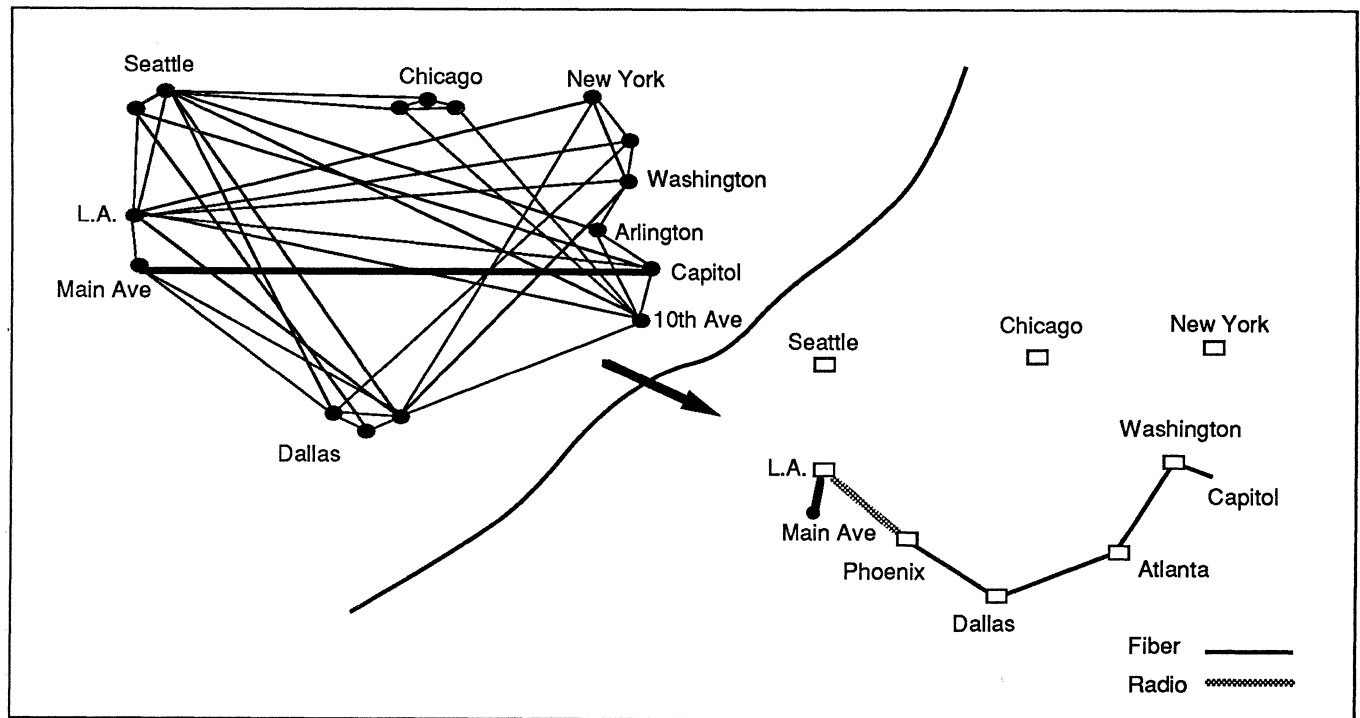 Seattle
Chicago
New York
Washington
L.A.
Arlington
Capitol
Main Ave
10th Ave
Dallas
Seattle
Chicago
New York
Washington
L.A.
Capitol
Main Ave
Phoenix
Atlanta
Dallas
Fiber
Radio